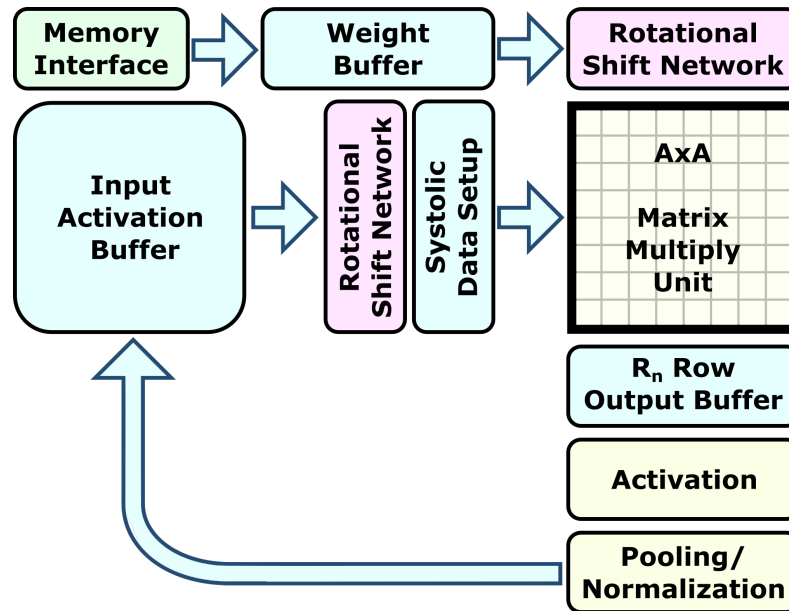 Memory
Interface
Weight
Buffer
Rotational
Shift Network
Input
Activation
Buffer
Rotational
Shift Network
Systolic
Data Setup
AxA
Matrix
Multiply
Unit
Rₙ Row
Output Buffer
Activation
Pooling/
Normalization